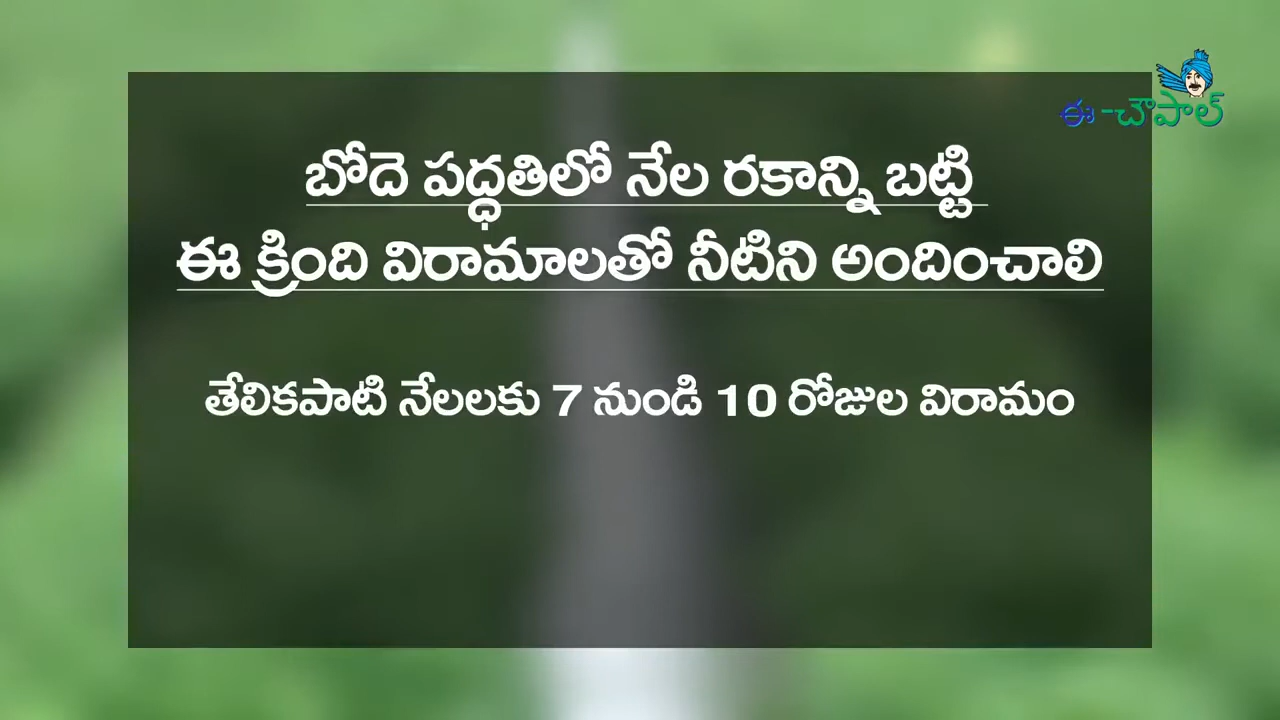 ఈ-చౌపాల్
బోదె పద్ధతిలో నేల రకాన్ని బట్టి
ఈ క్రింది విరామాలతో నీటిని అందించాలి
తేలికపాటి నేలలకు 7 నుండి 10 రోజుల విరామం